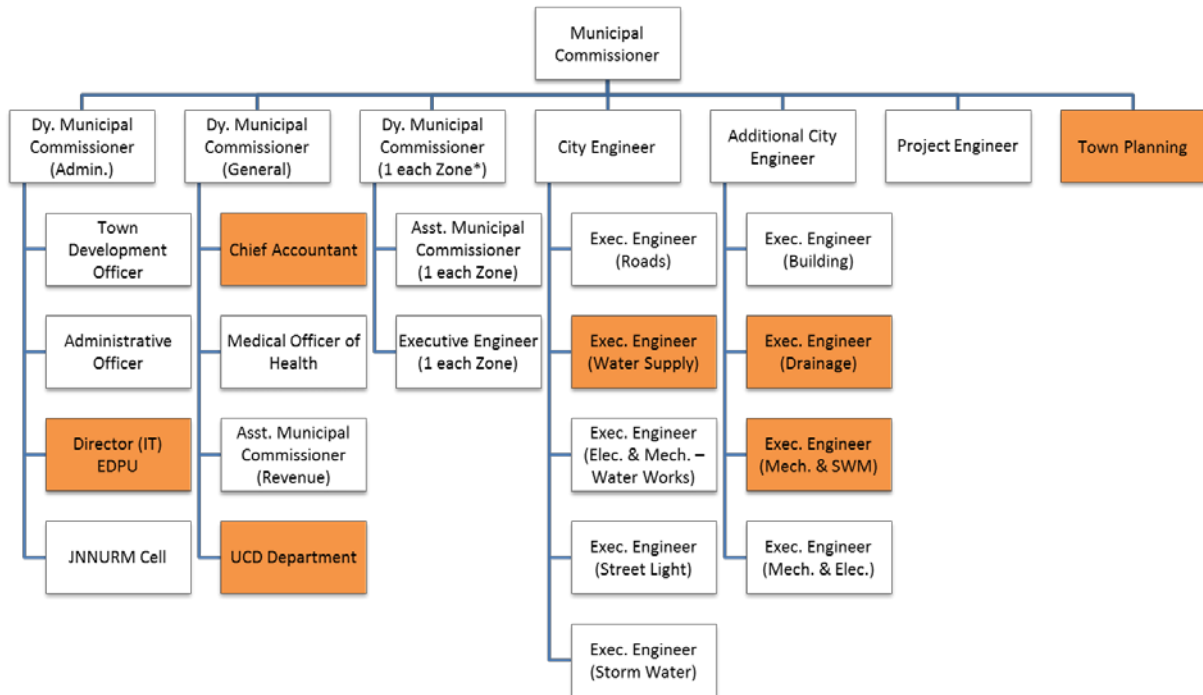 Municipal
Commissioner
Dy. Municipal
Commissioner
(Admin.)
Dy. Municipal
Commissioner
(General)
Dy. Municipal
Commissioner
(1 each Zone*)
City Engineer
Additional City
Engineer
Project Engineer
Town Planning
Town
Development
Officer
Administrative
Officer
Director (IT)
EDPU
JNNURM Cell
Chief Accountant
Medical Officer of
Health
Asst. Municipal
Commissioner
(Revenue)
UCD Department
Asst. Municipal
Commissioner
(1 each Zone)
Executive Engineer
(1 each Zone)
Exec. Engineer
(Roads)
Exec. Engineer
(Water Supply)
Exec. Engineer
(Elec. & Mech. –
Water Works)
Exec. Engineer
(Street Light)
Exec. Engineer
(Storm Water)
Exec. Engineer
(Building)
Exec. Engineer
(Drainage)
Exec. Engineer
(Mech. & SWM)
Exec. Engineer
(Mech. & Elec.)